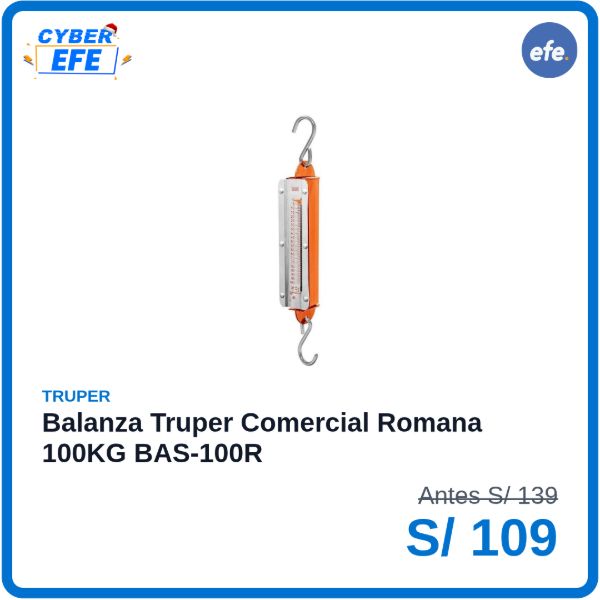 CYBER
EFE
efe.
TRUPER
Balanza Truper Comercial Romana
100KG BAS-100R
Antes S/ 139
S/ 109